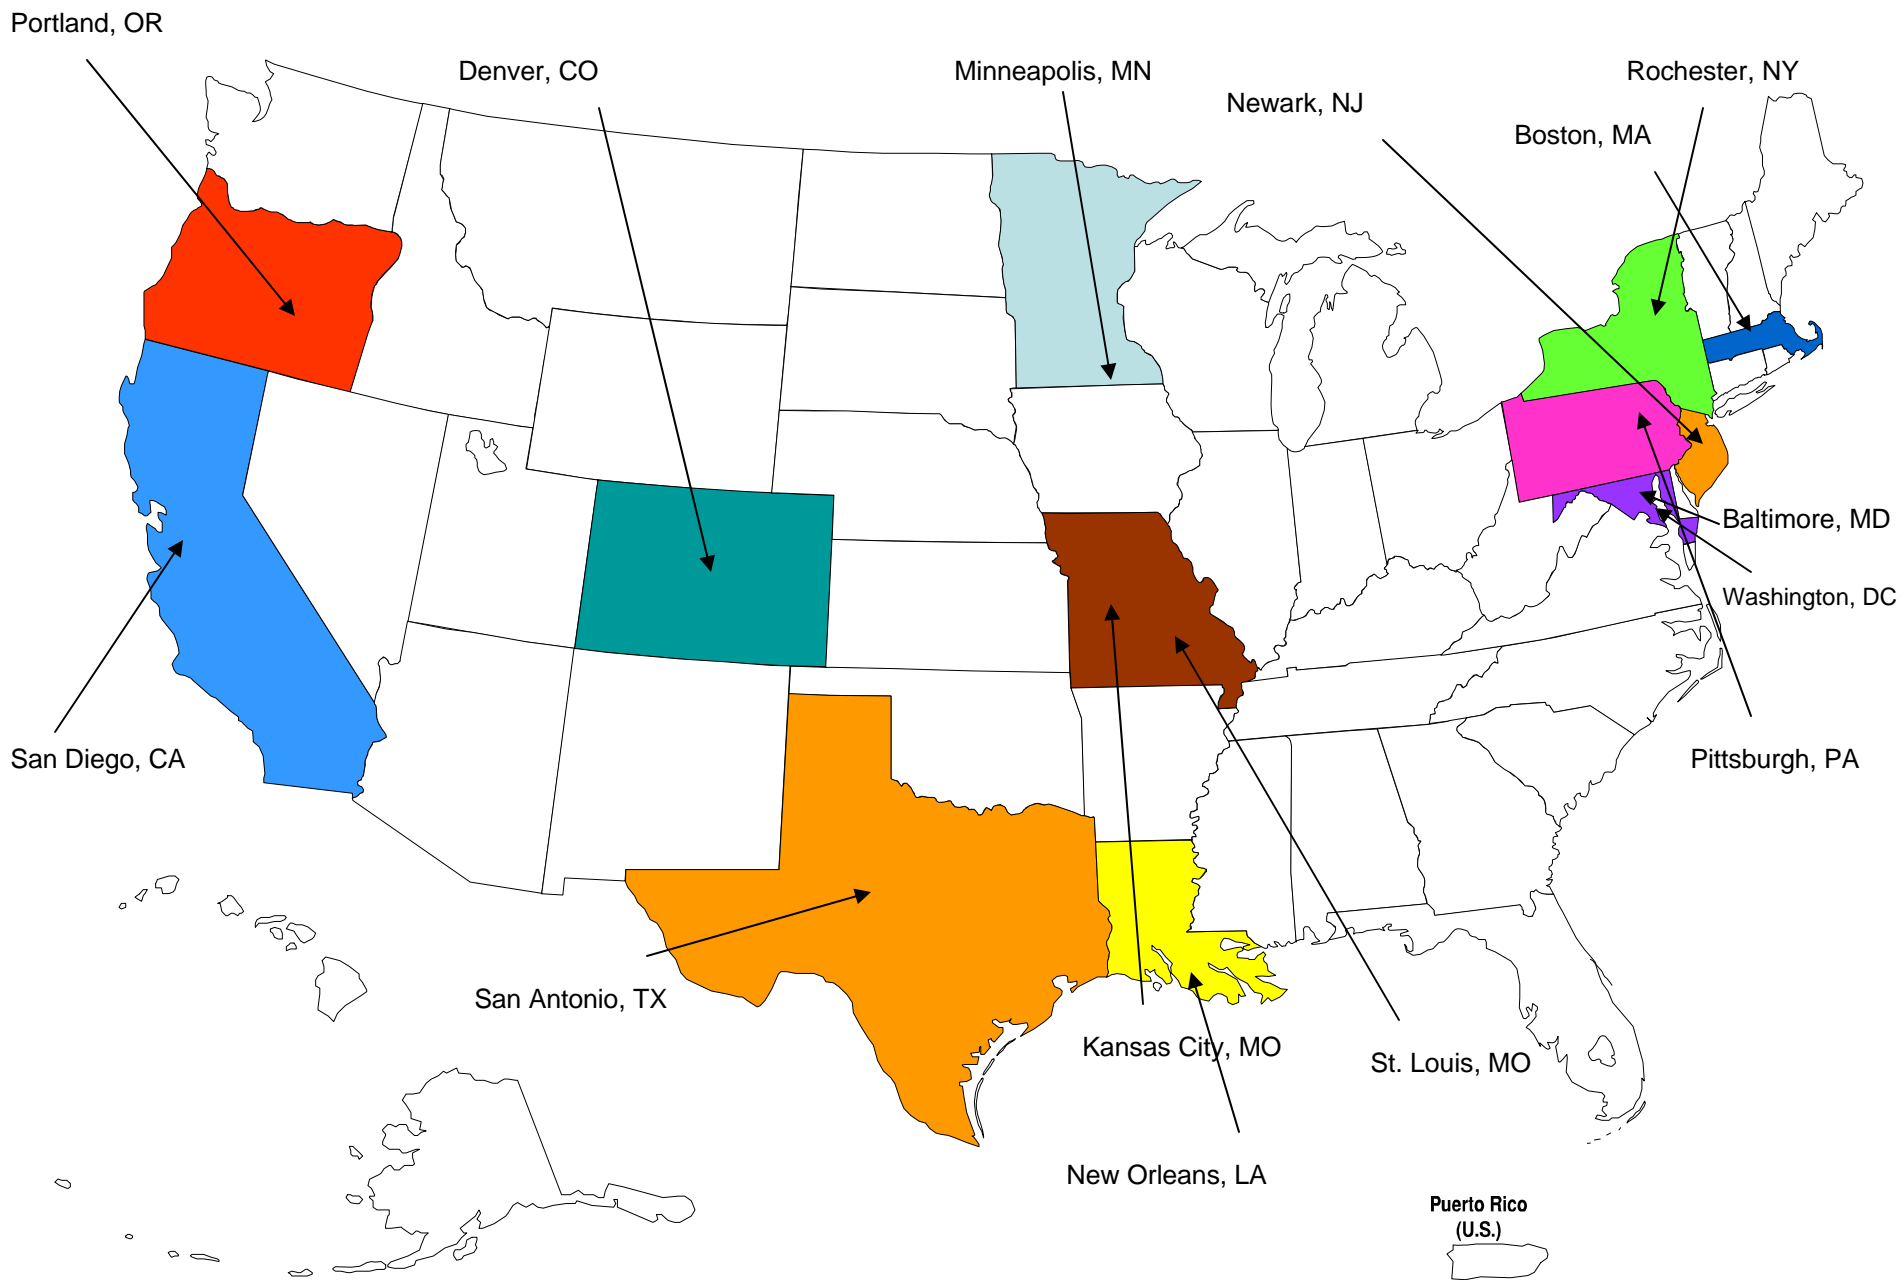 Portland, OR
Denver, CO
Minneapolis, MN
Rochester, NY
Newark, NJ
Boston, MA
Baltimore, MD
Washington, DC
San Diego, CA
Pittsburgh, PA
San Antonio, TX
Kansas City, MO
St. Louis, MO
New Orleans, LA
Puerto Rico
(U.S.)